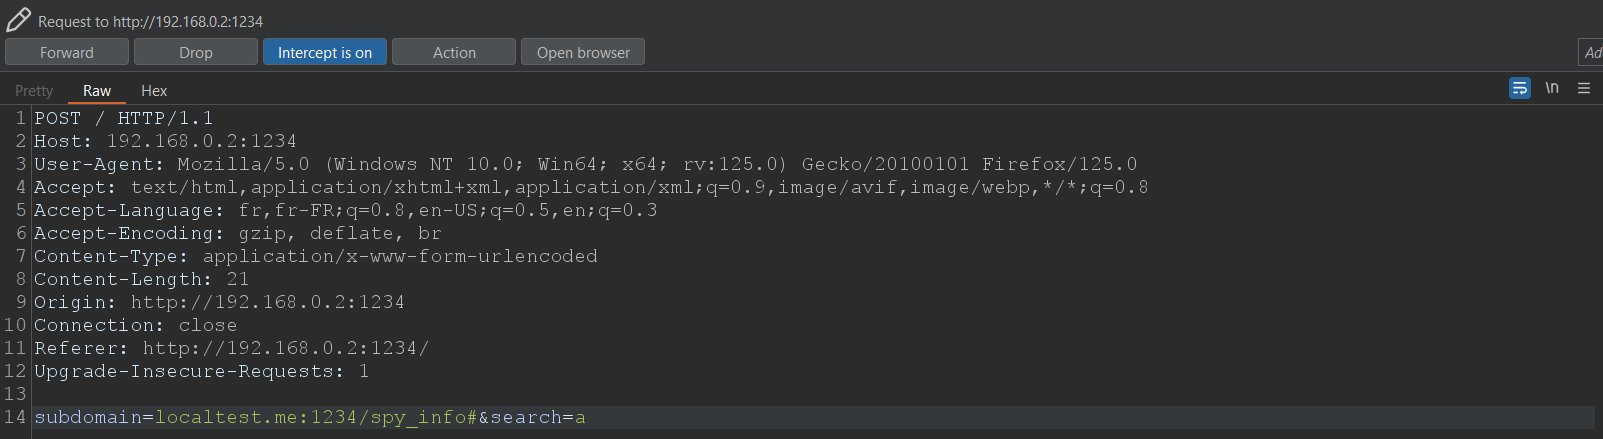 Request to http://192.168.0.2:1234
Forward Drop Intercept is on Action Open browser Ad
Pretty Raw Hex \n
1 POST / HTTP/1.1
2 Host: 192.168.0.2:1234
3 User-Agent: Mozilla/5.0 (Windows NT 10.0; Win64; x64; rv:125.0) Gecko/20100101 Firefox/125.0
4 Accept: text/html,application/xhtml+xml,application/xml;q=0.9,image/avif,image/webp,*/*;q=0.8
5 Accept-Language: fr,fr-FR;q=0.8,en-US;q=0.5,en;q=0.3
6 Accept-Encoding: gzip, deflate, br
7 Content-Type: application/x-www-form-urlencoded
8 Content-Length: 21
9 Origin: http://192.168.0.2:1234
10 Connection: close
11 Referer: http://192.168.0.2:1234/
12 Upgrade-Insecure-Requests: 1
13
14 subdomain=localtest.me:1234/spy_info#&search=a